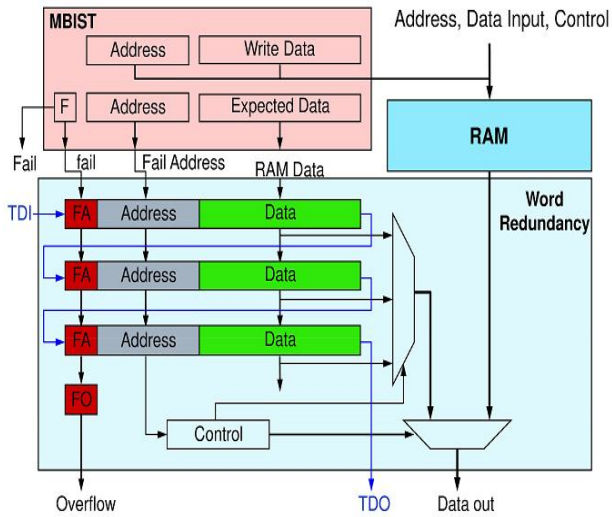 MBIST
Address, Data Input, Control
Address
Write Data
F
Address
Expected Data
RAM
Fail
fail
Fail Address
RAM Data
Word
Redundancy
TDI
FA
Address
Data
FA
Address
Data
FA
Address
Data
FO
Control
Overflow
TDO
Data out